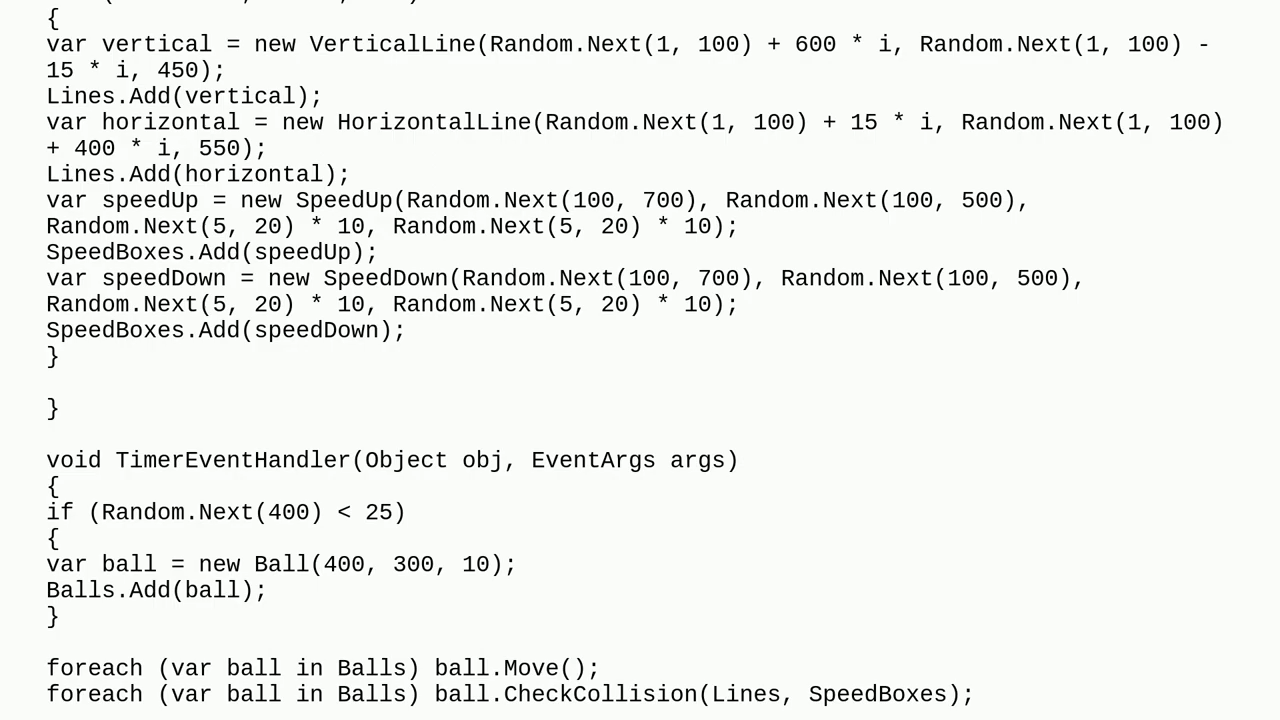 {
var vertical = new VerticalLine(Random.Next(1, 100) + 600 * i, Random.Next(1, 100) -
15 * i, 450);
Lines.Add(vertical);
var horizontal = new HorizontalLine(Random.Next(1, 100) + 15 * i, Random.Next(1, 100)
+ 400 * i, 550);
Lines.Add(horizontal);
var speedUp = new SpeedUp(Random.Next(100, 700), Random.Next(100, 500),
Random.Next(5, 20) * 10, Random.Next(5, 20) * 10);
SpeedBoxes.Add(speedUp);
var speedDown = new SpeedDown(Random.Next(100, 700), Random.Next(100, 500),
Random.Next(5, 20) * 10, Random.Next(5, 20) * 10);
SpeedBoxes.Add(speedDown);
}
}
void TimerEventHandler(Object obj, EventArgs args)
{
if (Random.Next(400) < 25)
{
var ball = new Ball(400, 300, 10);
Balls.Add(ball);
}
foreach (var ball in Balls) ball.Move();
foreach (var ball in Balls) ball.CheckCollision(Lines, SpeedBoxes);